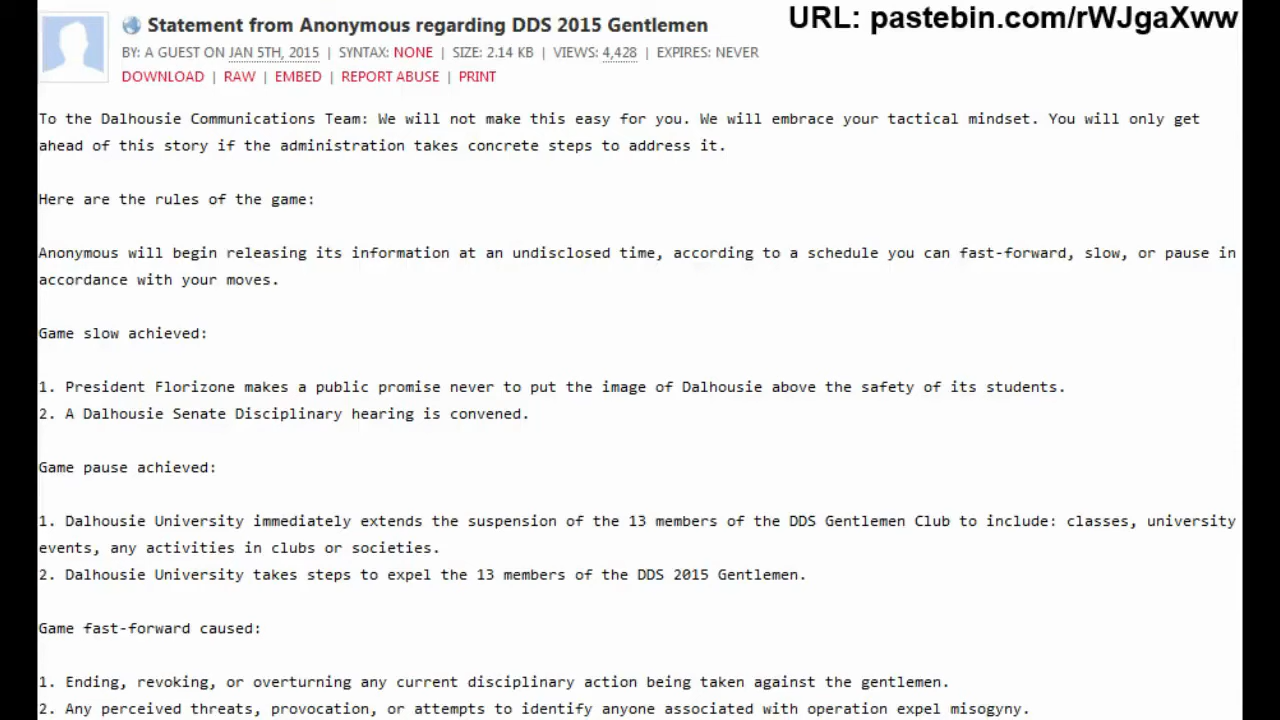 URL: pastebin.com/rWJgaXww
Statement from Anonymous regarding DDS 2015 Gentlemen
BY: A GUEST ON JAN 5TH, 2015 | SYNTAX: NONE | SIZE: 2.14 KB | VIEWS: 4,428 | EXPIRES: NEVER
DOWNLOAD | RAW | EMBED | REPORT ABUSE | PRINT
To the Dalhousie Communications Team: We will not make this easy for you. We will embrace your tactical mindset. You will only get
ahead of this story if the administration takes concrete steps to address it.
Here are the rules of the game:
Anonymous will begin releasing its information at an undisclosed time, according to a schedule you can fast-forward, slow, or pause in
accordance with your moves.
Game slow achieved:
1. President Florizone makes a public promise never to put the image of Dalhousie above the safety of its students.
2. A Dalhousie Senate Disciplinary hearing is convened.
Game pause achieved:
1. Dalhousie University immediately extends the suspension of the 13 members of the DDS Gentlemen Club to include: classes, university
events, any activities in clubs or societies.
2. Dalhousie University takes steps to expel the 13 members of the DDS 2015 Gentlemen.
Game fast-forward caused:
1. Ending, revoking, or overturning any current disciplinary action being taken against the gentlemen.
2. Any perceived threats, provocation, or attempts to identify anyone associated with operation expel misogyny.